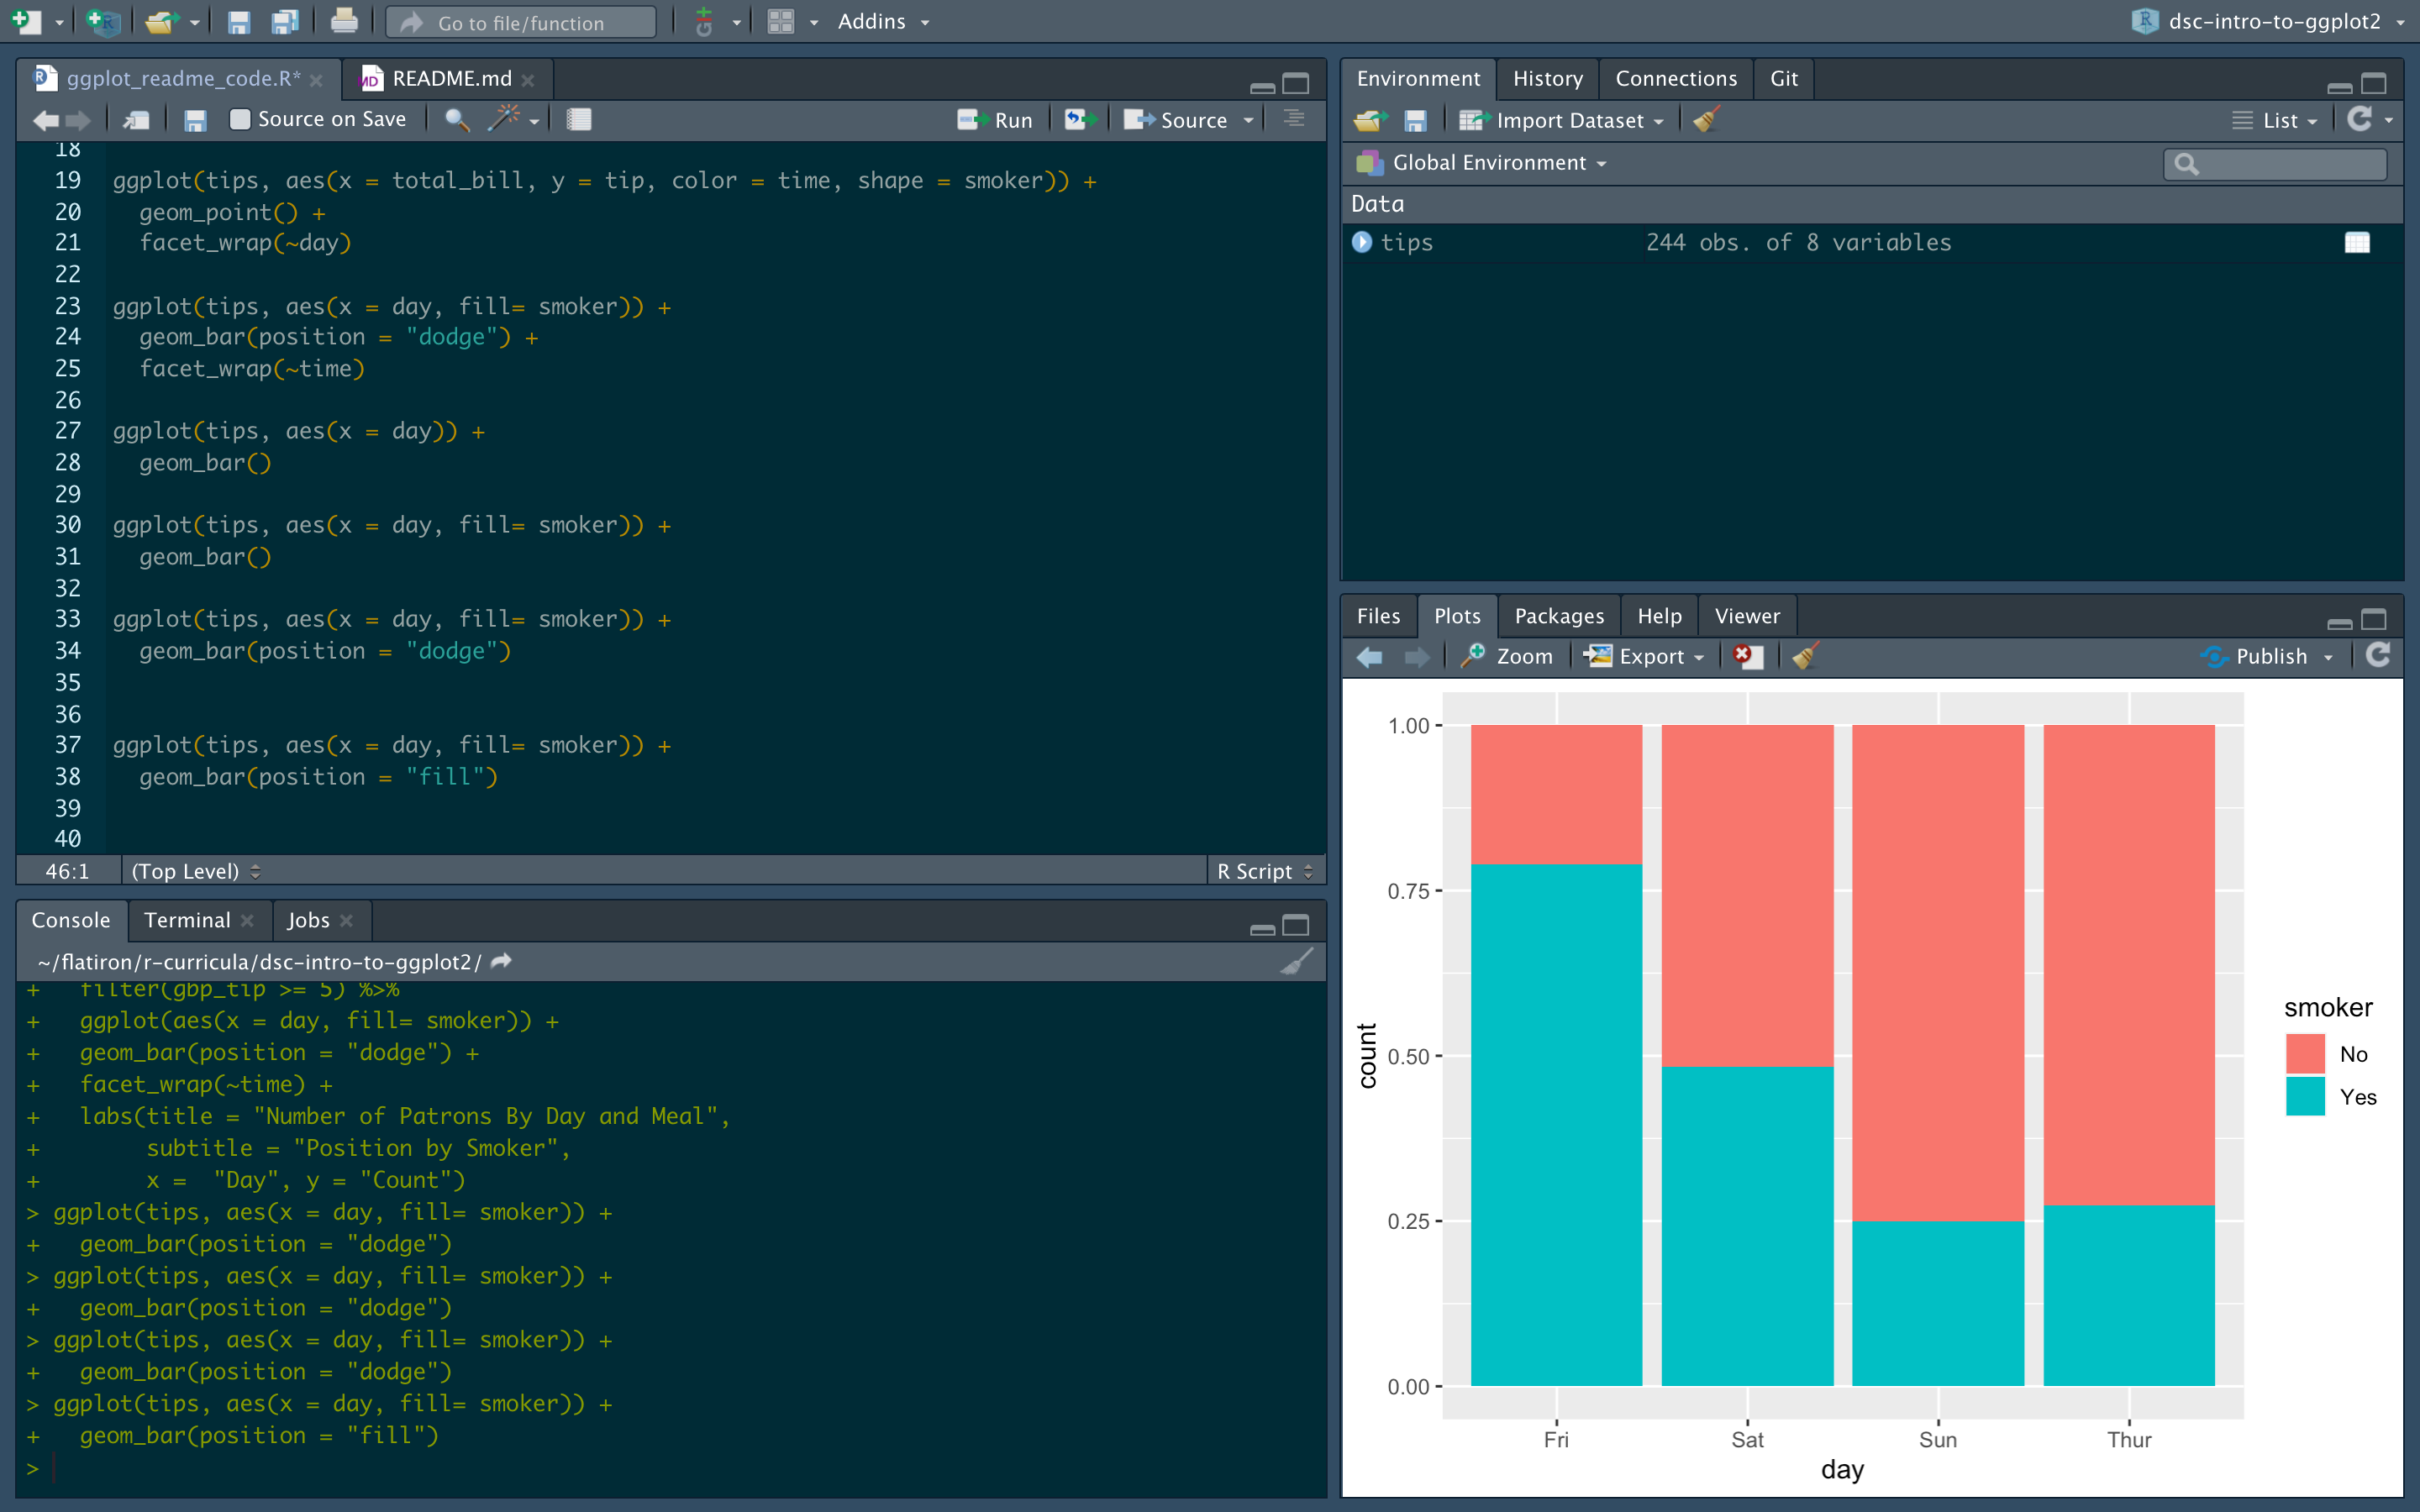 Go to file/function
Addins
dsc-intro-to-ggplot2
ggplot_readme_code.R*
README.md
Source on Save
Run
Source
18
19 ggplot(tips, aes(x = total_bill, y = tip, color = time, shape = smoker)) +
20 geom_point() +
21 facet_wrap(~day)
22
23 ggplot(tips, aes(x = day, fill= smoker)) +
24 geom_bar(position = "dodge") +
25 facet_wrap(~time)
26
27 ggplot(tips, aes(x = day)) +
28 geom_bar()
29
30 ggplot(tips, aes(x = day, fill= smoker)) +
31 geom_bar()
32
33 ggplot(tips, aes(x = day, fill= smoker)) +
34 geom_bar(position = "dodge")
35
36
37 ggplot(tips, aes(x = day, fill= smoker)) +
38 geom_bar(position = "fill")
39
40
46:1 (Top Level) R Script
Console Terminal Jobs
~/flatiron/r-curricula/dsc-intro-to-ggplot2/
+ filter(gbp_tip >= 5) %>%
+ ggplot(aes(x = day, fill= smoker)) +
+ geom_bar(position = "dodge") +
+ facet_wrap(~time) +
+ labs(title = "Number of Patrons By Day and Meal",
+ subtitle = "Position by Smoker",
+ x = "Day", y = "Count")
> ggplot(tips, aes(x = day, fill= smoker)) +
+ geom_bar(position = "dodge")
> ggplot(tips, aes(x = day, fill= smoker)) +
+ geom_bar(position = "dodge")
> ggplot(tips, aes(x = day, fill= smoker)) +
+ geom_bar(position = "dodge")
> ggplot(tips, aes(x = day, fill= smoker)) +
+ geom_bar(position = "fill")
>
Environment History Connections Git
Import Dataset List
Global Environment
Data
tips 244 obs. of 8 variables
Files Plots Packages Help Viewer
Zoom Export Publish
1.00
0.75
0.50
0.25
0.00
count
Fri Sat Sun Thur
day
smoker
No
Yes